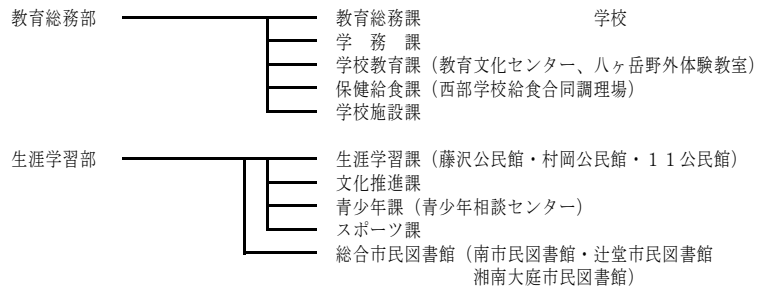 教育総務部 教育総務課 学校
学 務 課
学校教育課（教育文化センター、八ヶ岳野外体験教室）
保健給食課（西部学校給食合同調理場）
学校施設課
生涯学習部 生涯学習課（藤沢公民館・村岡公民館・１１公民館）
文化推進課
青少年課（青少年相談センター）
スポーツ課
総合市民図書館（南市民図書館・辻堂市民図書館
湘南大庭市民図書館）